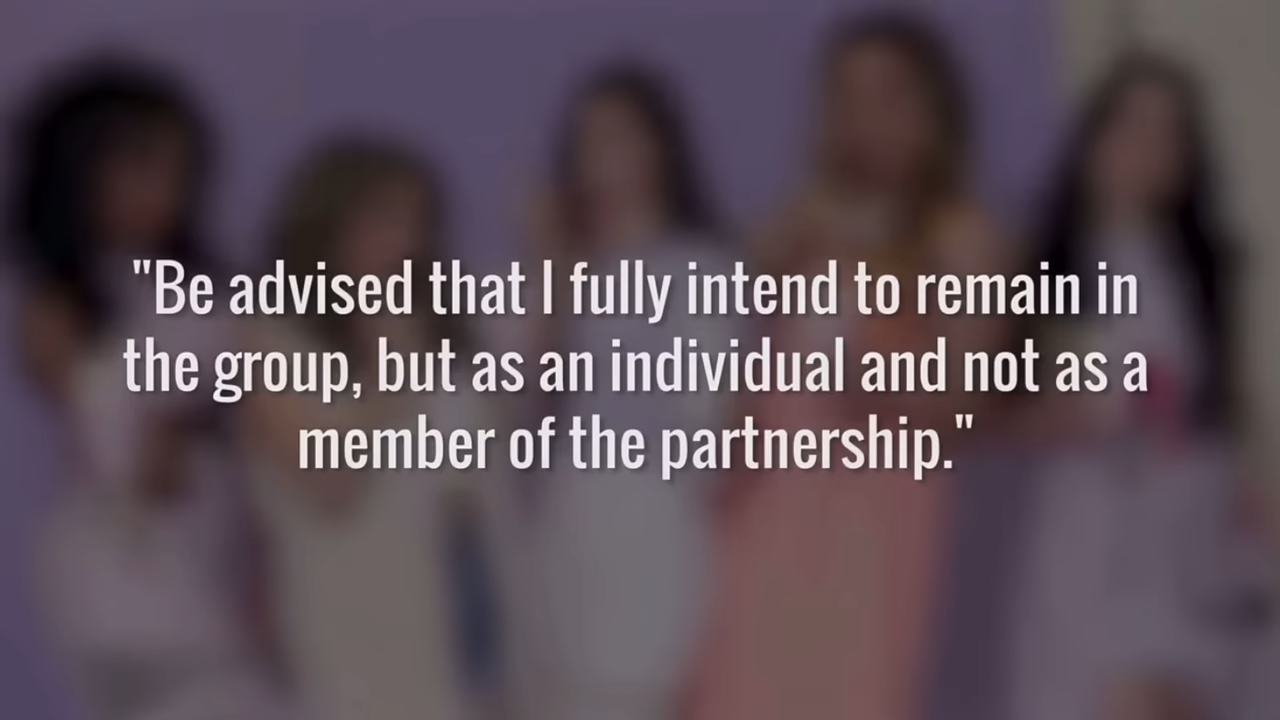 "Be advised that I fully intend to remain in
the group, but as an individual and not as a
member of the partnership."